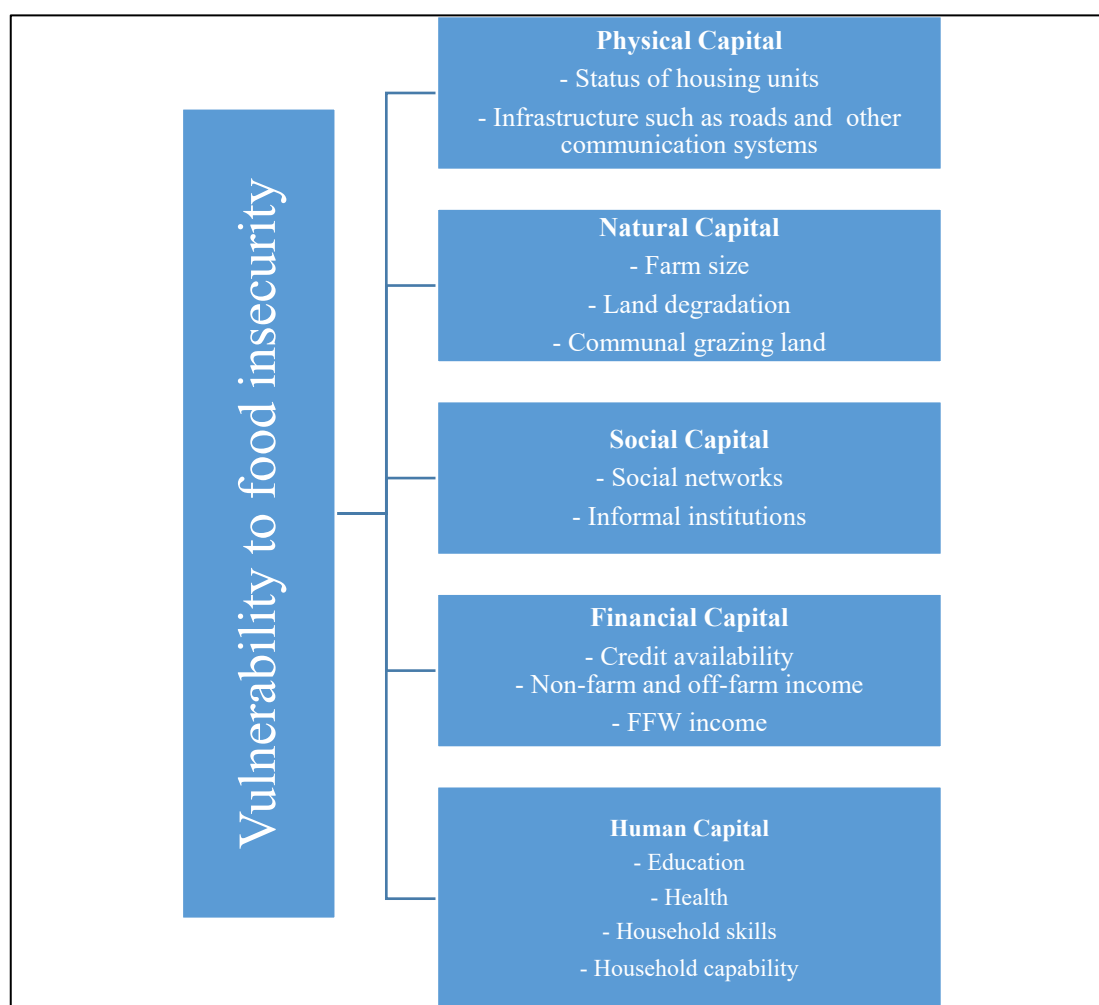 Vulnerability to food insecurity
Physical Capital
- Status of housing units
- Infrastructure such as roads and other
communication systems
Natural Capital
- Farm size
- Land degradation
- Communal grazing land
Social Capital
- Social networks
- Informal institutions
Financial Capital
- Credit availability
- Non-farm and off-farm income
- FFW income
Human Capital
- Education
- Health
- Household skills
- Household capability